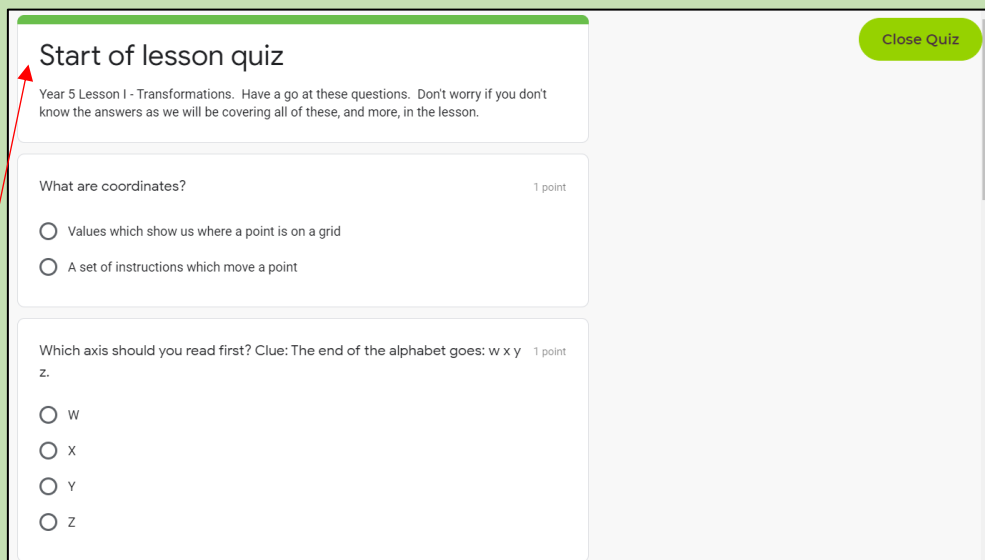 Close Quiz
Start of lesson quiz
Year 5 Lesson I - Transformations. Have a go at these questions. Don't worry if you don't
know the answers as we will be covering all of these, and more, in the lesson.
What are coordinates? 1 point
Values which show us where a point is on a grid
A set of instructions which move a point
Which axis should you read first? Clue: The end of the alphabet goes: w x y 1 point
z.
W
X
Y
Z